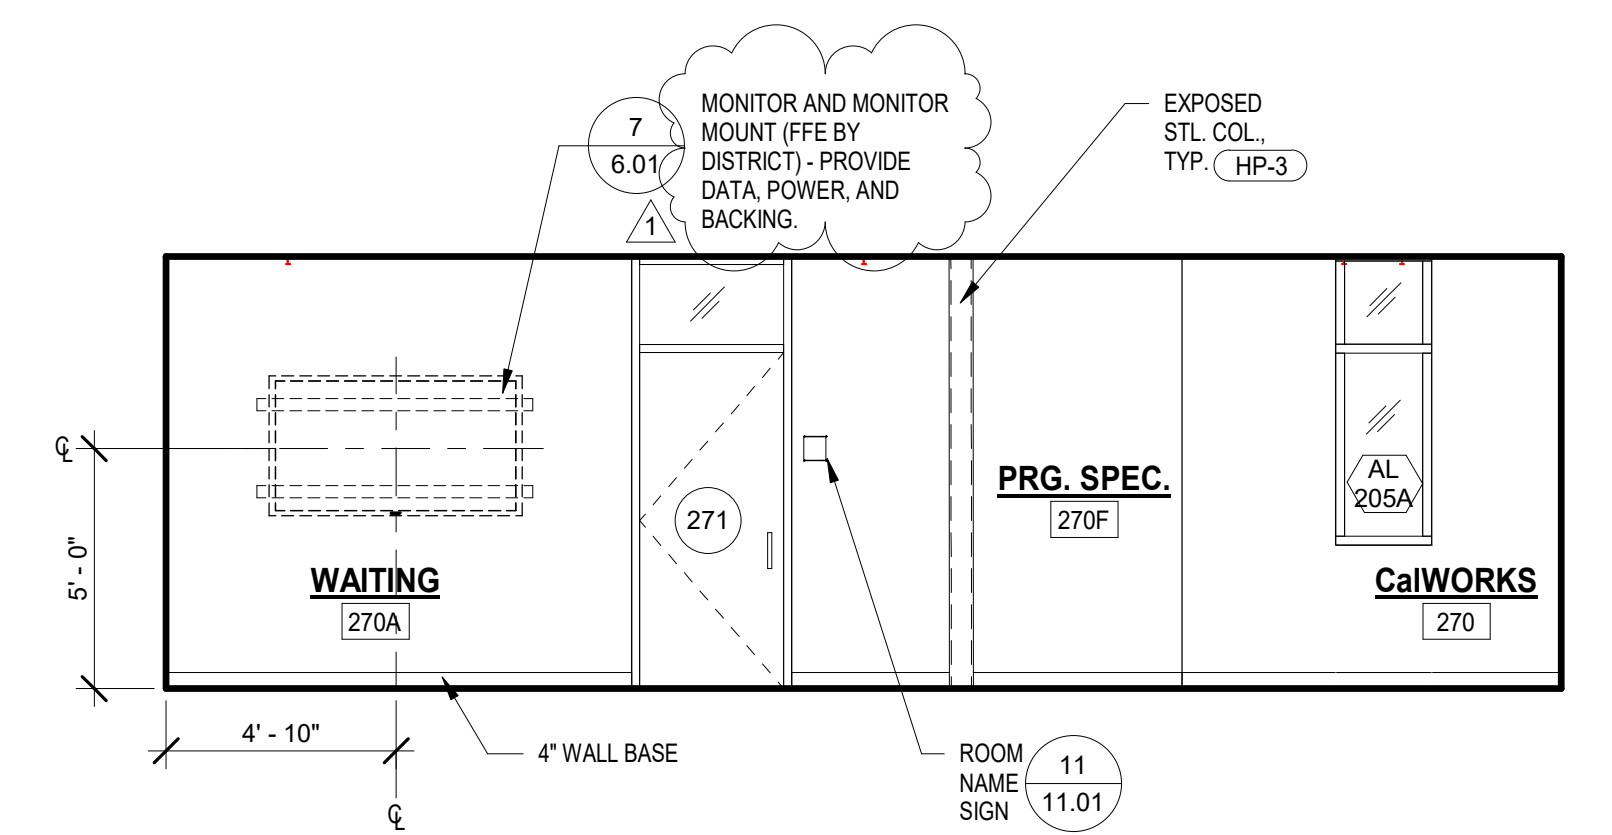 MONITOR AND MONITOR
MOUNT (FFE BY
DISTRICT) - PROVIDE
DATA, POWER, AND
BACKING.
7
6.01
1
EXPOSED
STL. COL.,
TYP. HP-3
℄
5' - 0"
WAITING
270A
271
PRG. SPEC.
270F
AL
205A
CalWORKS
270
4' - 10"
℄
4" WALL BASE
ROOM
NAME
SIGN
11
11.01